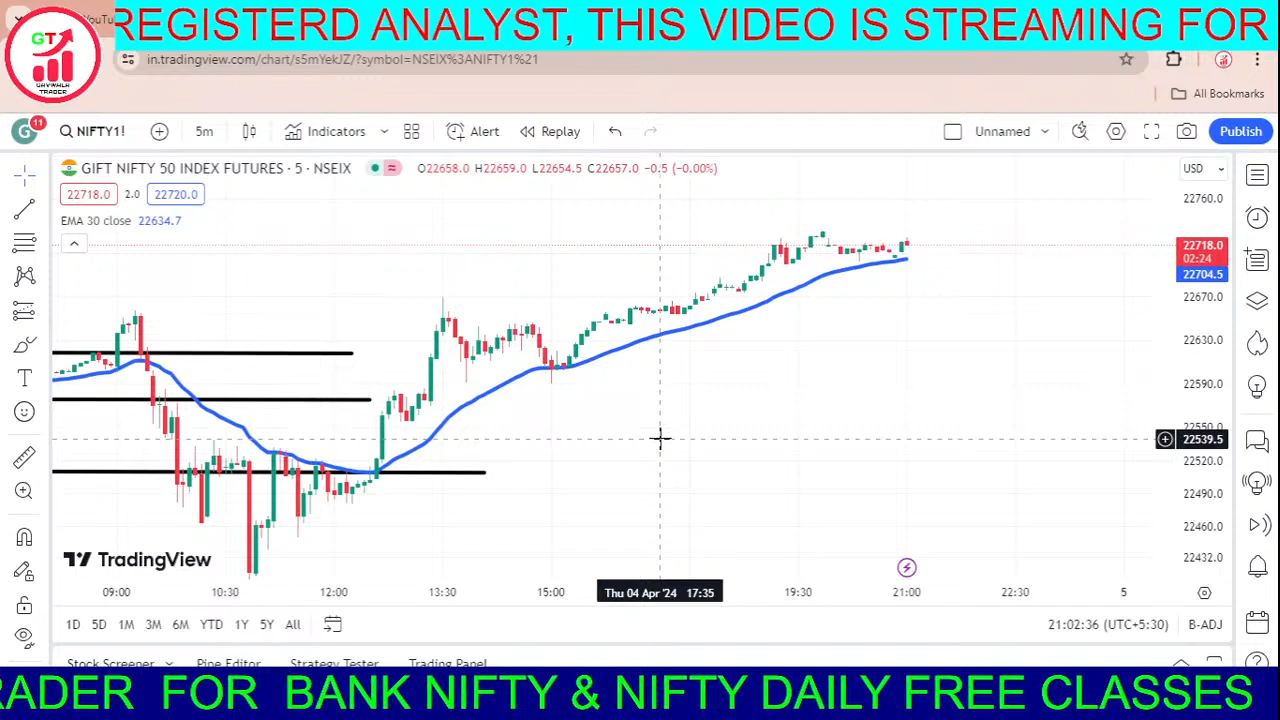 REGISTERD ANALYST, THIS VIDEO IS STREAMING FOR
GT
TRADER
in.tradingview.com/chart/s5mYekJZ/?symbol=NSEIX%3ANIFTY1%21
All Bookmarks
G 11 NIFTY1! 5m Indicators Alert Replay Unnamed Publish
GIFT NIFTY 50 INDEX FUTURES · 5 · NSEIX O22658.0 H22659.0 L22654.5 C22657.0 −0.5 (−0.00%) USD
22718.0 2.0 22720.0
EMA 30 close 22634.7
22760.0
22718.0
02:24
22704.5
22670.0
22630.0
22590.0
22550.0
22539.5
22520.0
22490.0
22460.0
22432.0
TradingView
09:00 10:30 12:00 13:30 15:00 Thu 04 Apr '24 17:35 19:30 21:00 22:30 5
1D 5D 1M 3M 6M YTD 1Y 5Y All 21:02:36 (UTC+5:30) B-ADJ
Stock Screener Pine Editor Strategy Tester Trading Panel
RADER FOR BANK NIFTY & NIFTY DAILY FREE CLASSES